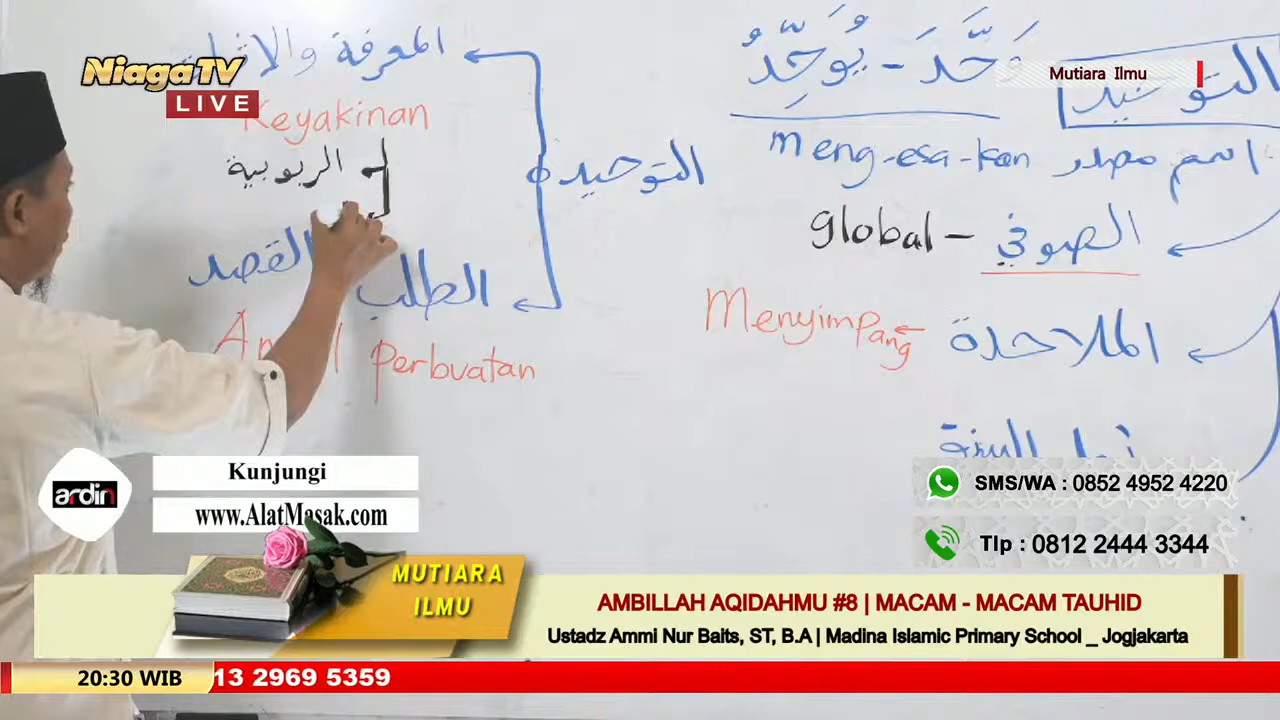 NiagaTV
LIVE
Mutiara Ilmu
المعرفة
Keyakinan
الربوبية
القصد
الطلب
perbuatan
التوحيد
وَحَّدَ - يُوَحِّدُ
meng-esa-kan
اسم مصدر
global - الصوفي
Menyimpang ← الملاحدة
ardin
Kunjungi
www.AlatMasak.com
SMS/WA : 0852 4952 4220
Tlp : 0812 2444 3344
MUTIARA
ILMU
AMBILLAH AQIDAHMU #8 | MACAM - MACAM TAUHID
Ustadz Ammi Nur Baits, ST, B.A | Madina Islamic Primary School _ Jogjakarta
20:30 WIB
13 2969 5359